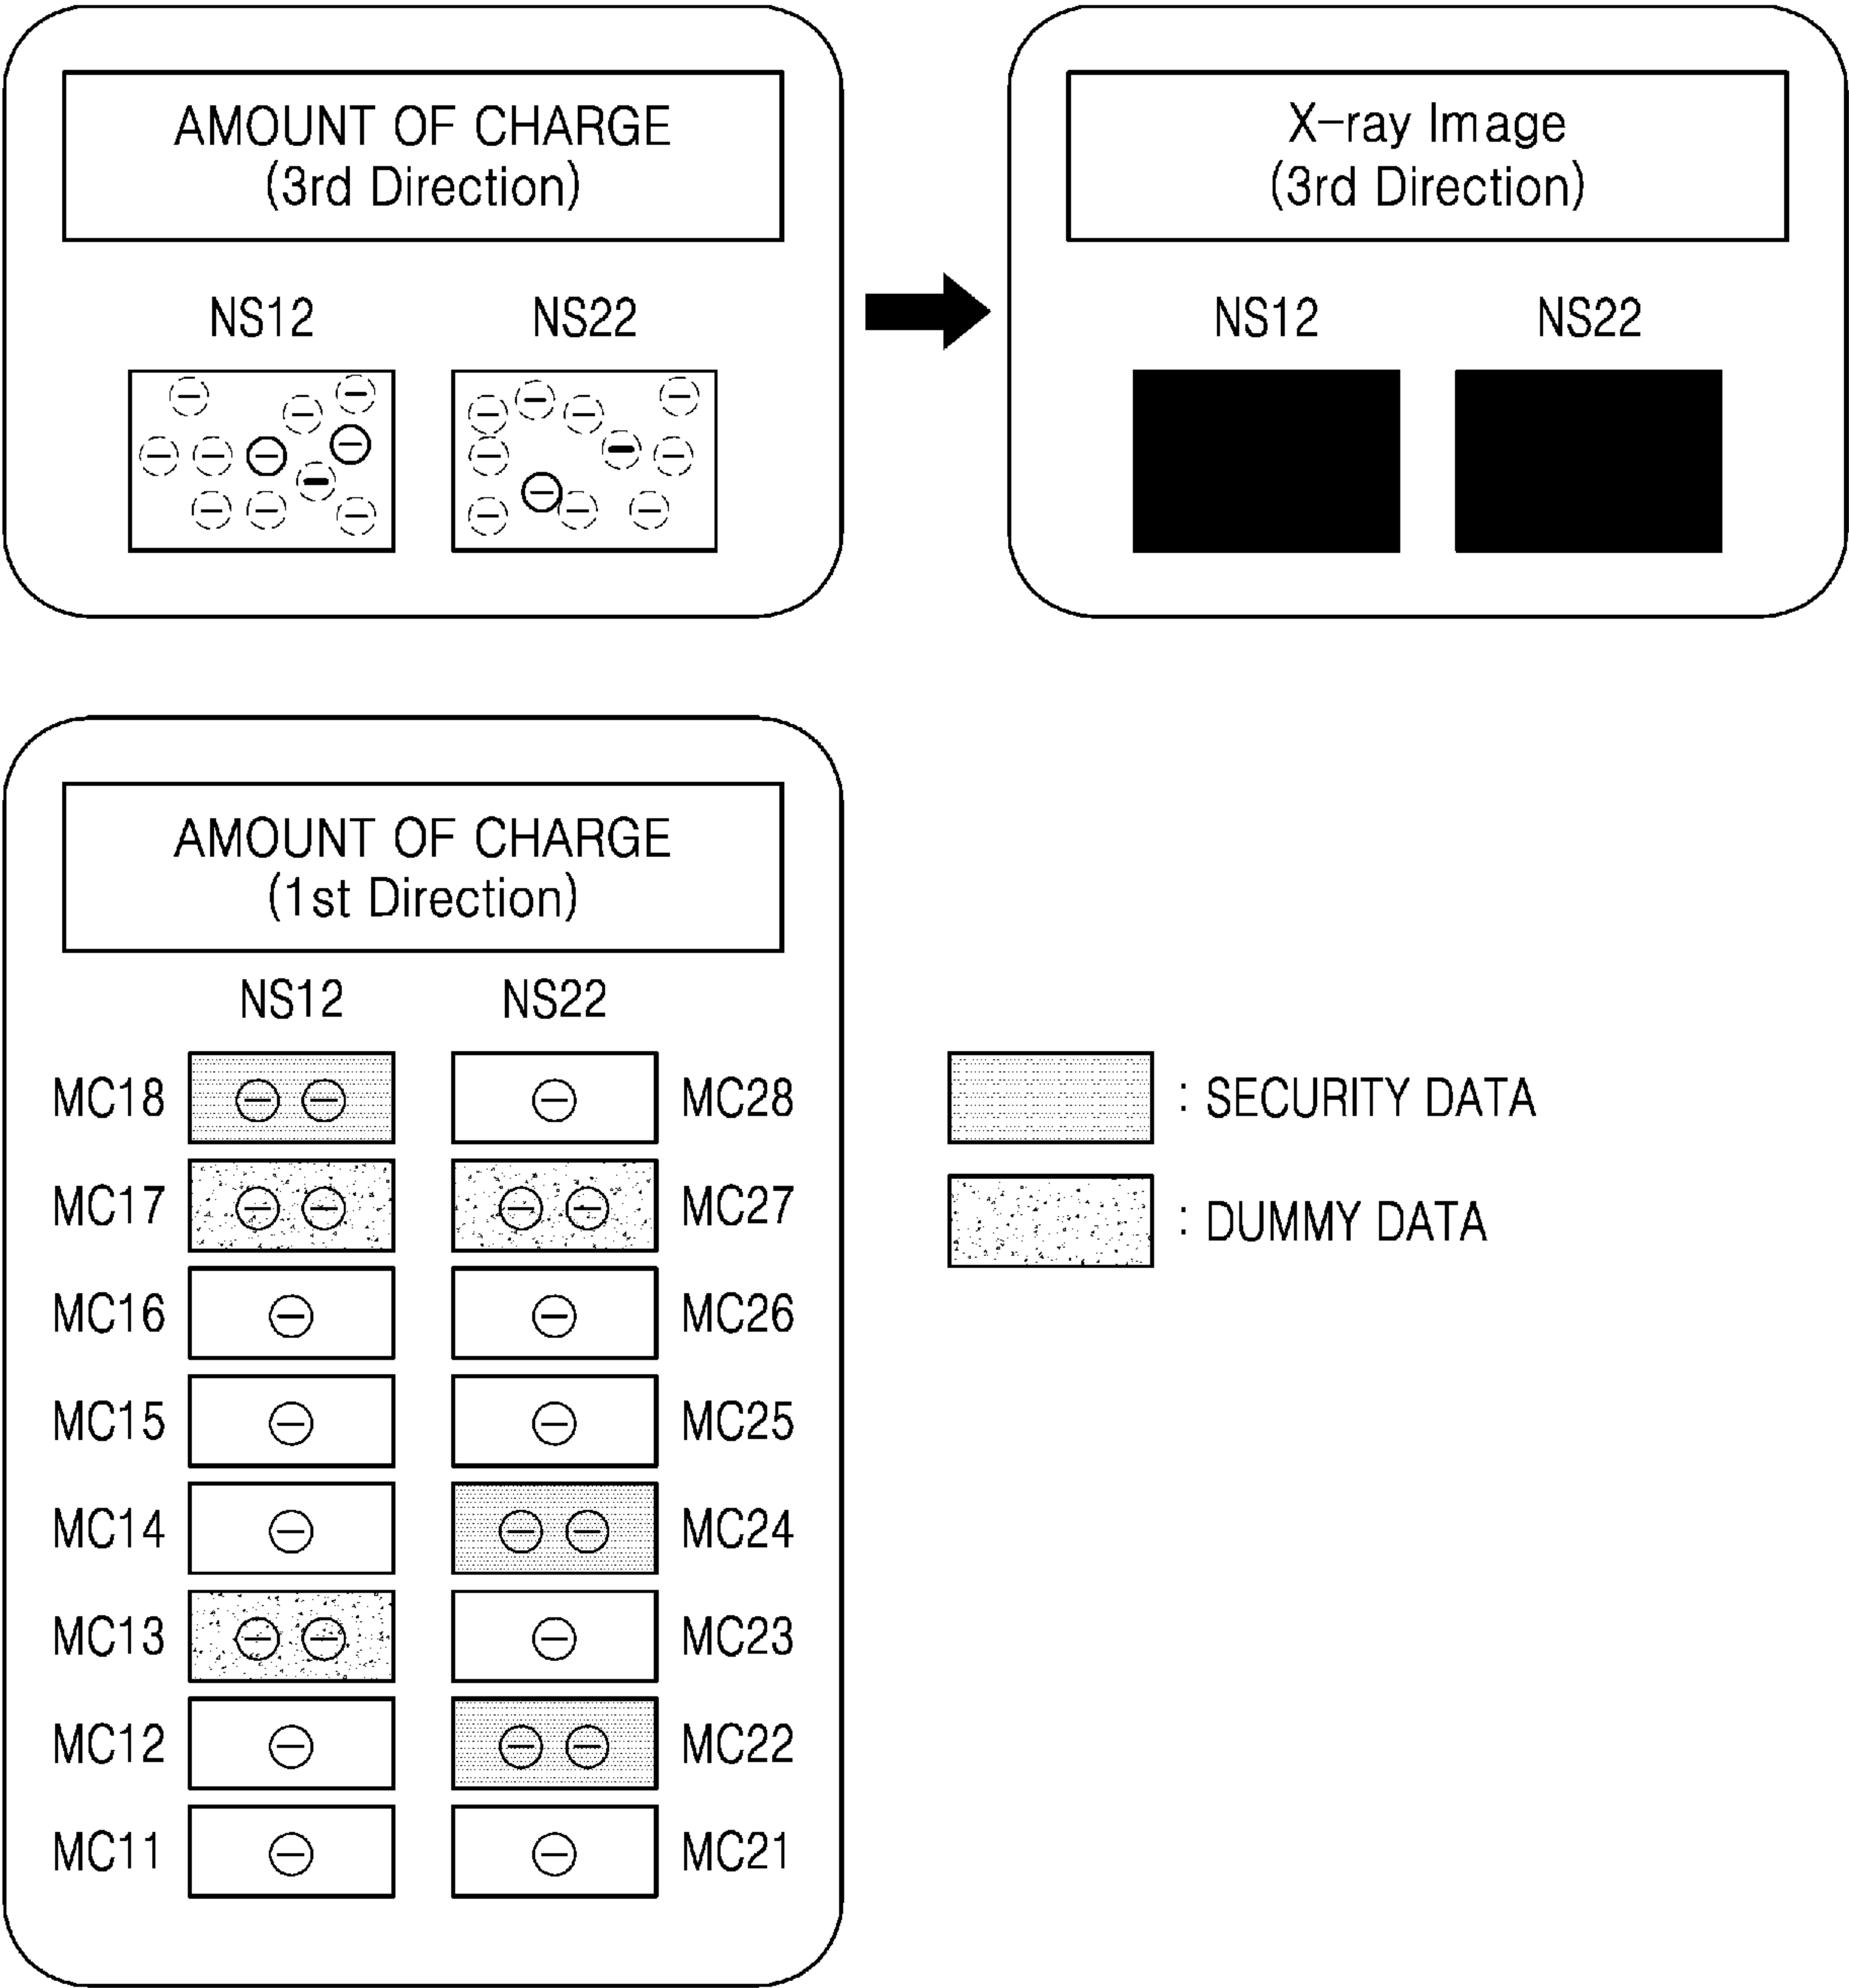 AMOUNT OF CHARGE
(3rd Direction)
NS12 NS22
X-ray Image
(3rd Direction)
NS12 NS22
AMOUNT OF CHARGE
(1st Direction)
NS12 NS22
MC18 MC28
MC17 MC27
MC16 MC26
MC15 MC25
MC14 MC24
MC13 MC23
MC12 MC22
MC11 MC21
: SECURITY DATA
: DUMMY DATA